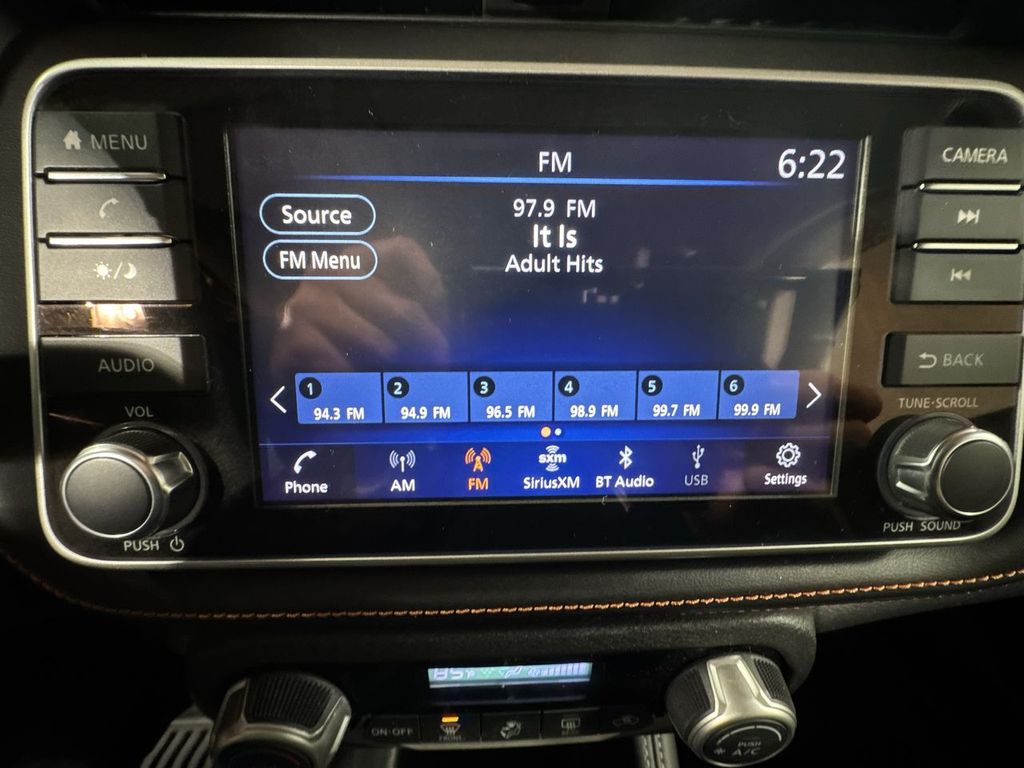 MENU
AUDIO
VOL
PUSH
FM
6:22
Source
FM Menu
97.9 FM
It Is
Adult Hits
1 2 3 4 5 6
94.3 FM 94.9 FM 96.5 FM 98.9 FM 99.7 FM 99.9 FM
Phone AM FM SiriusXM BT Audio USB Settings
sxm
A
CAMERA
BACK
TUNE·SCROLL
PUSH SOUND
85°F
ON·OFF
FRONT
PUSH
A/C